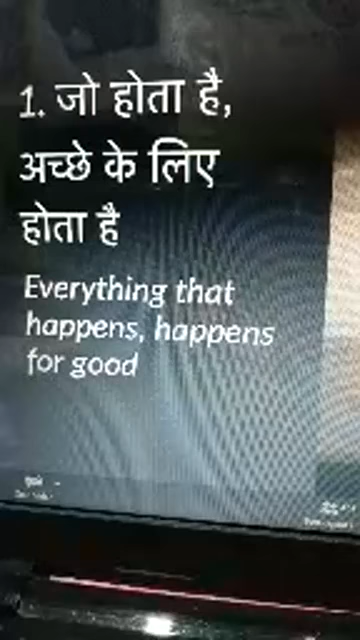 1. जो होता है,
अच्छे के लिए
होता है
Everything that
happens, happens
for good